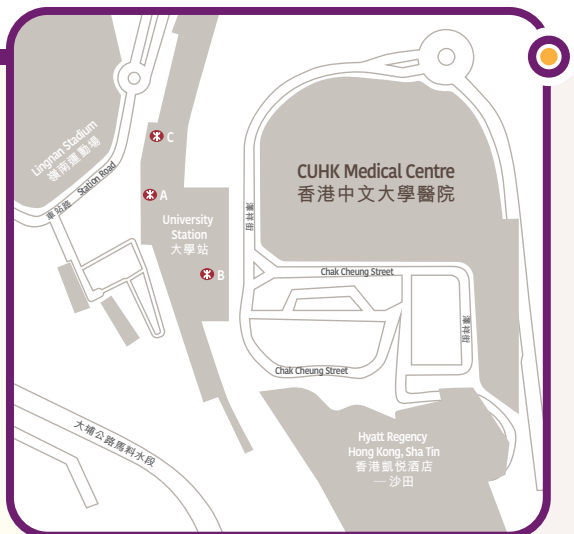 C
Lingnan Stadium
嶺南運動場
Station Road
車站路
A
CUHK Medical Centre
香港中文大學醫院
University
Station
大學站
澤祥街
B
Chak Cheung Street
澤祥街
Chak Cheung Street
大埔公路馬料水段
Hyatt Regency
Hong Kong, Sha Tin
香港凱悅酒店
—沙田